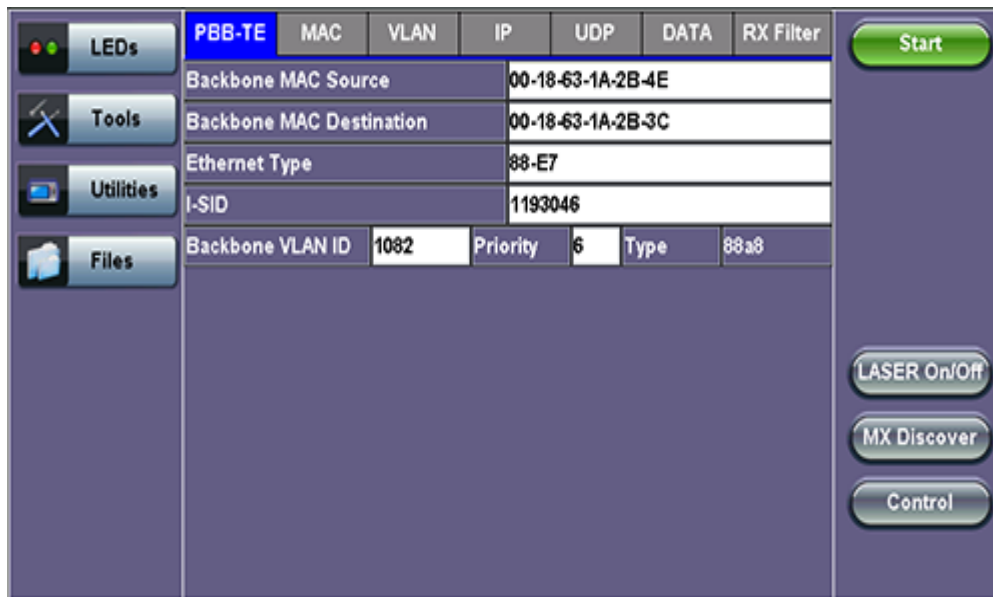 LEDs
Tools
Utilities
Files
PBB-TE MAC VLAN IP UDP DATA RX Filter
Backbone MAC Source 00-18-63-1A-2B-4E
Backbone MAC Destination 00-18-63-1A-2B-3C
Ethernet Type 88-E7
I-SID 1193046
Backbone VLAN ID 1082 Priority 6 Type 88a8
Start
LASER On/Off
MX Discover
Control